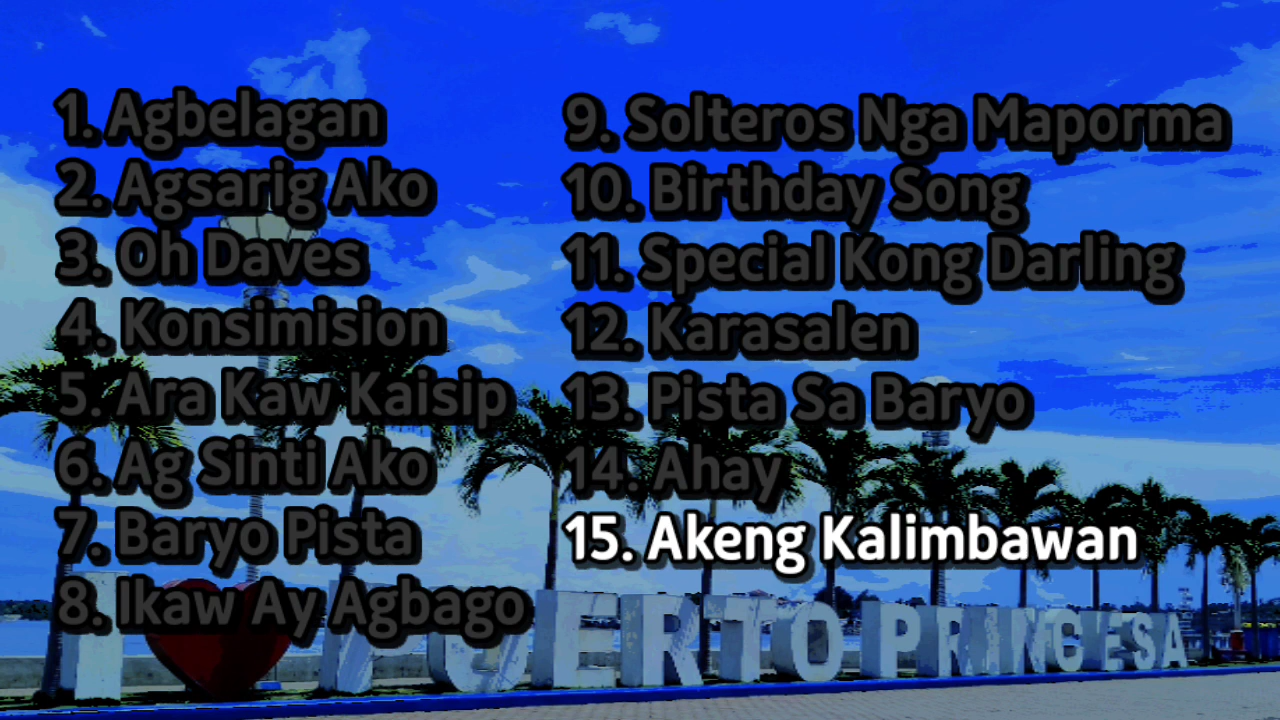 1. Agbelagan
2. Agsarig Ako
3. Oh Daves
4. Konsimision
5. Ara Kaw Kaisip
6. Ag Sinti Ako
7. Baryo Pista
8. Ikaw Ay Agbago
9. Solteros Nga Maporma
10. Birthday Song
11. Special Kong Darling
12. Karasalen
13. Pista Sa Baryo
14. Ahay
15. Akeng Kalimbawan
I PUERTO PRINCESA